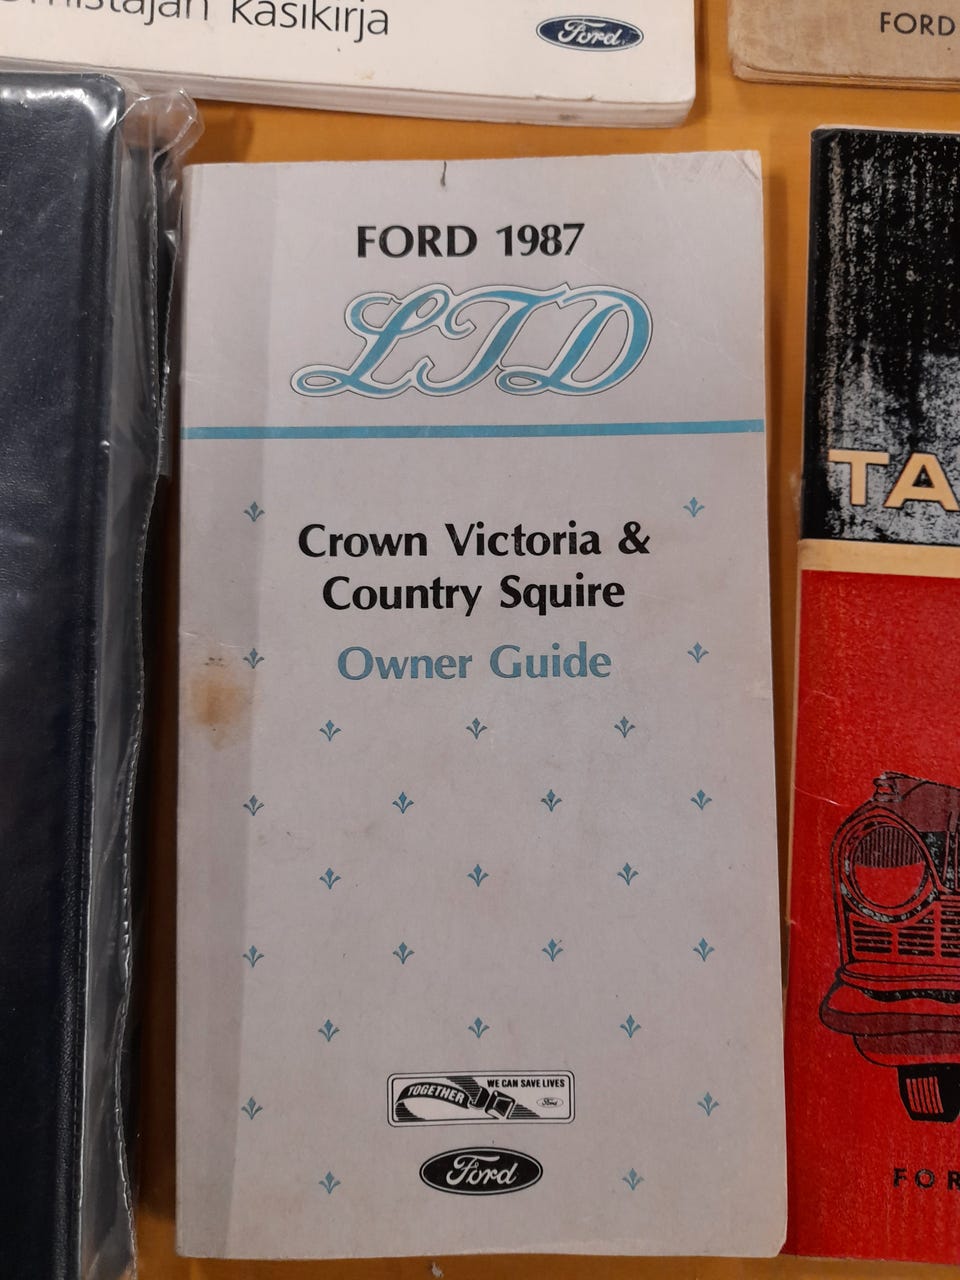 käsikirja
Ford
FORD
FORD 1987
LTD
Crown Victoria &
Country Squire
Owner Guide
TOGETHER
WE CAN SAVE LIVES
Ford
Ford
TA
FOR